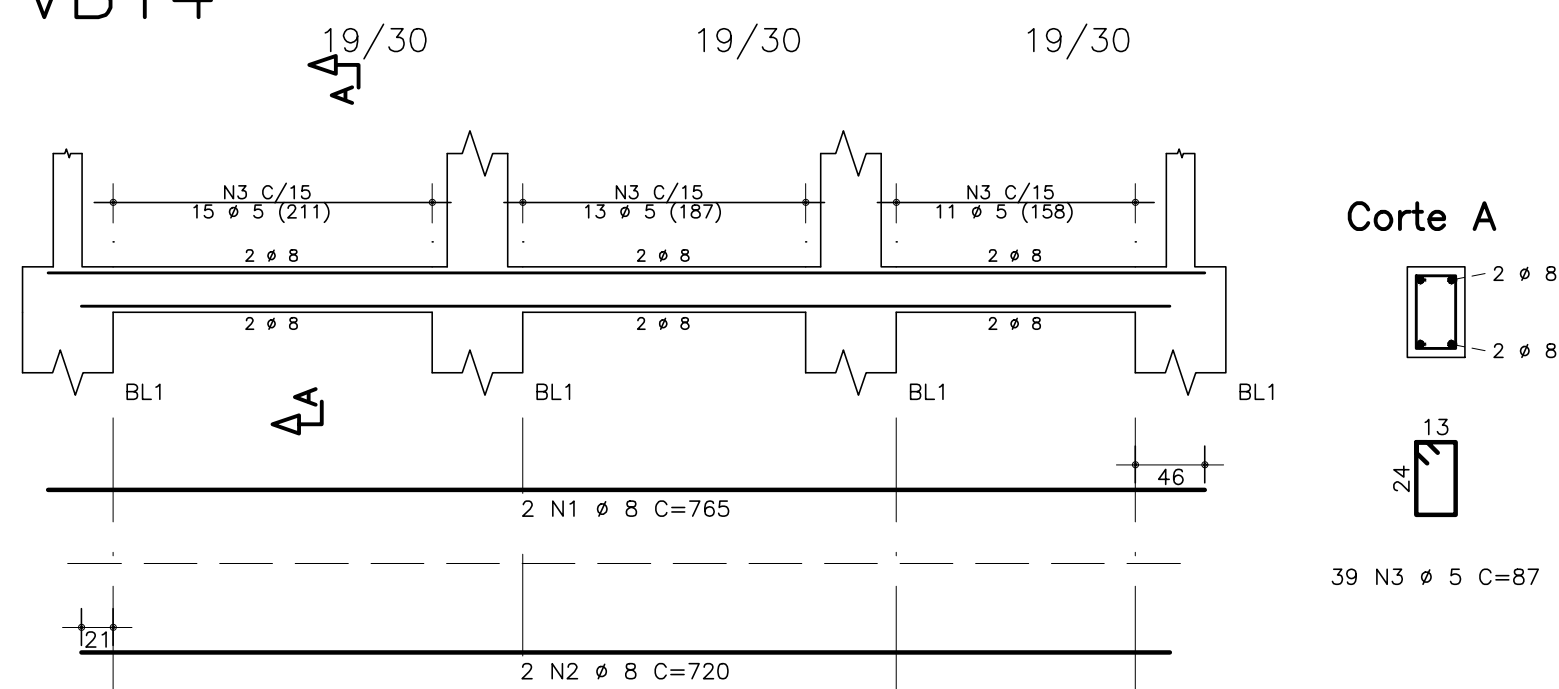 VB14
19/30 19/30 19/30
A
N3 C/15 N3 C/15 N3 C/15
15 ø 5 (211) 13 ø 5 (187) 11 ø 5 (158)
Corte A
2 ø 8 2 ø 8 2 ø 8
2 ø 8
2 ø 8 2 ø 8 2 ø 8
2 ø 8
BL1 BL1 BL1 BL1
A
13
24
46
2 N1 ø 8 C=765
39 N3 ø 5 C=87
21
2 N2 ø 8 C=720